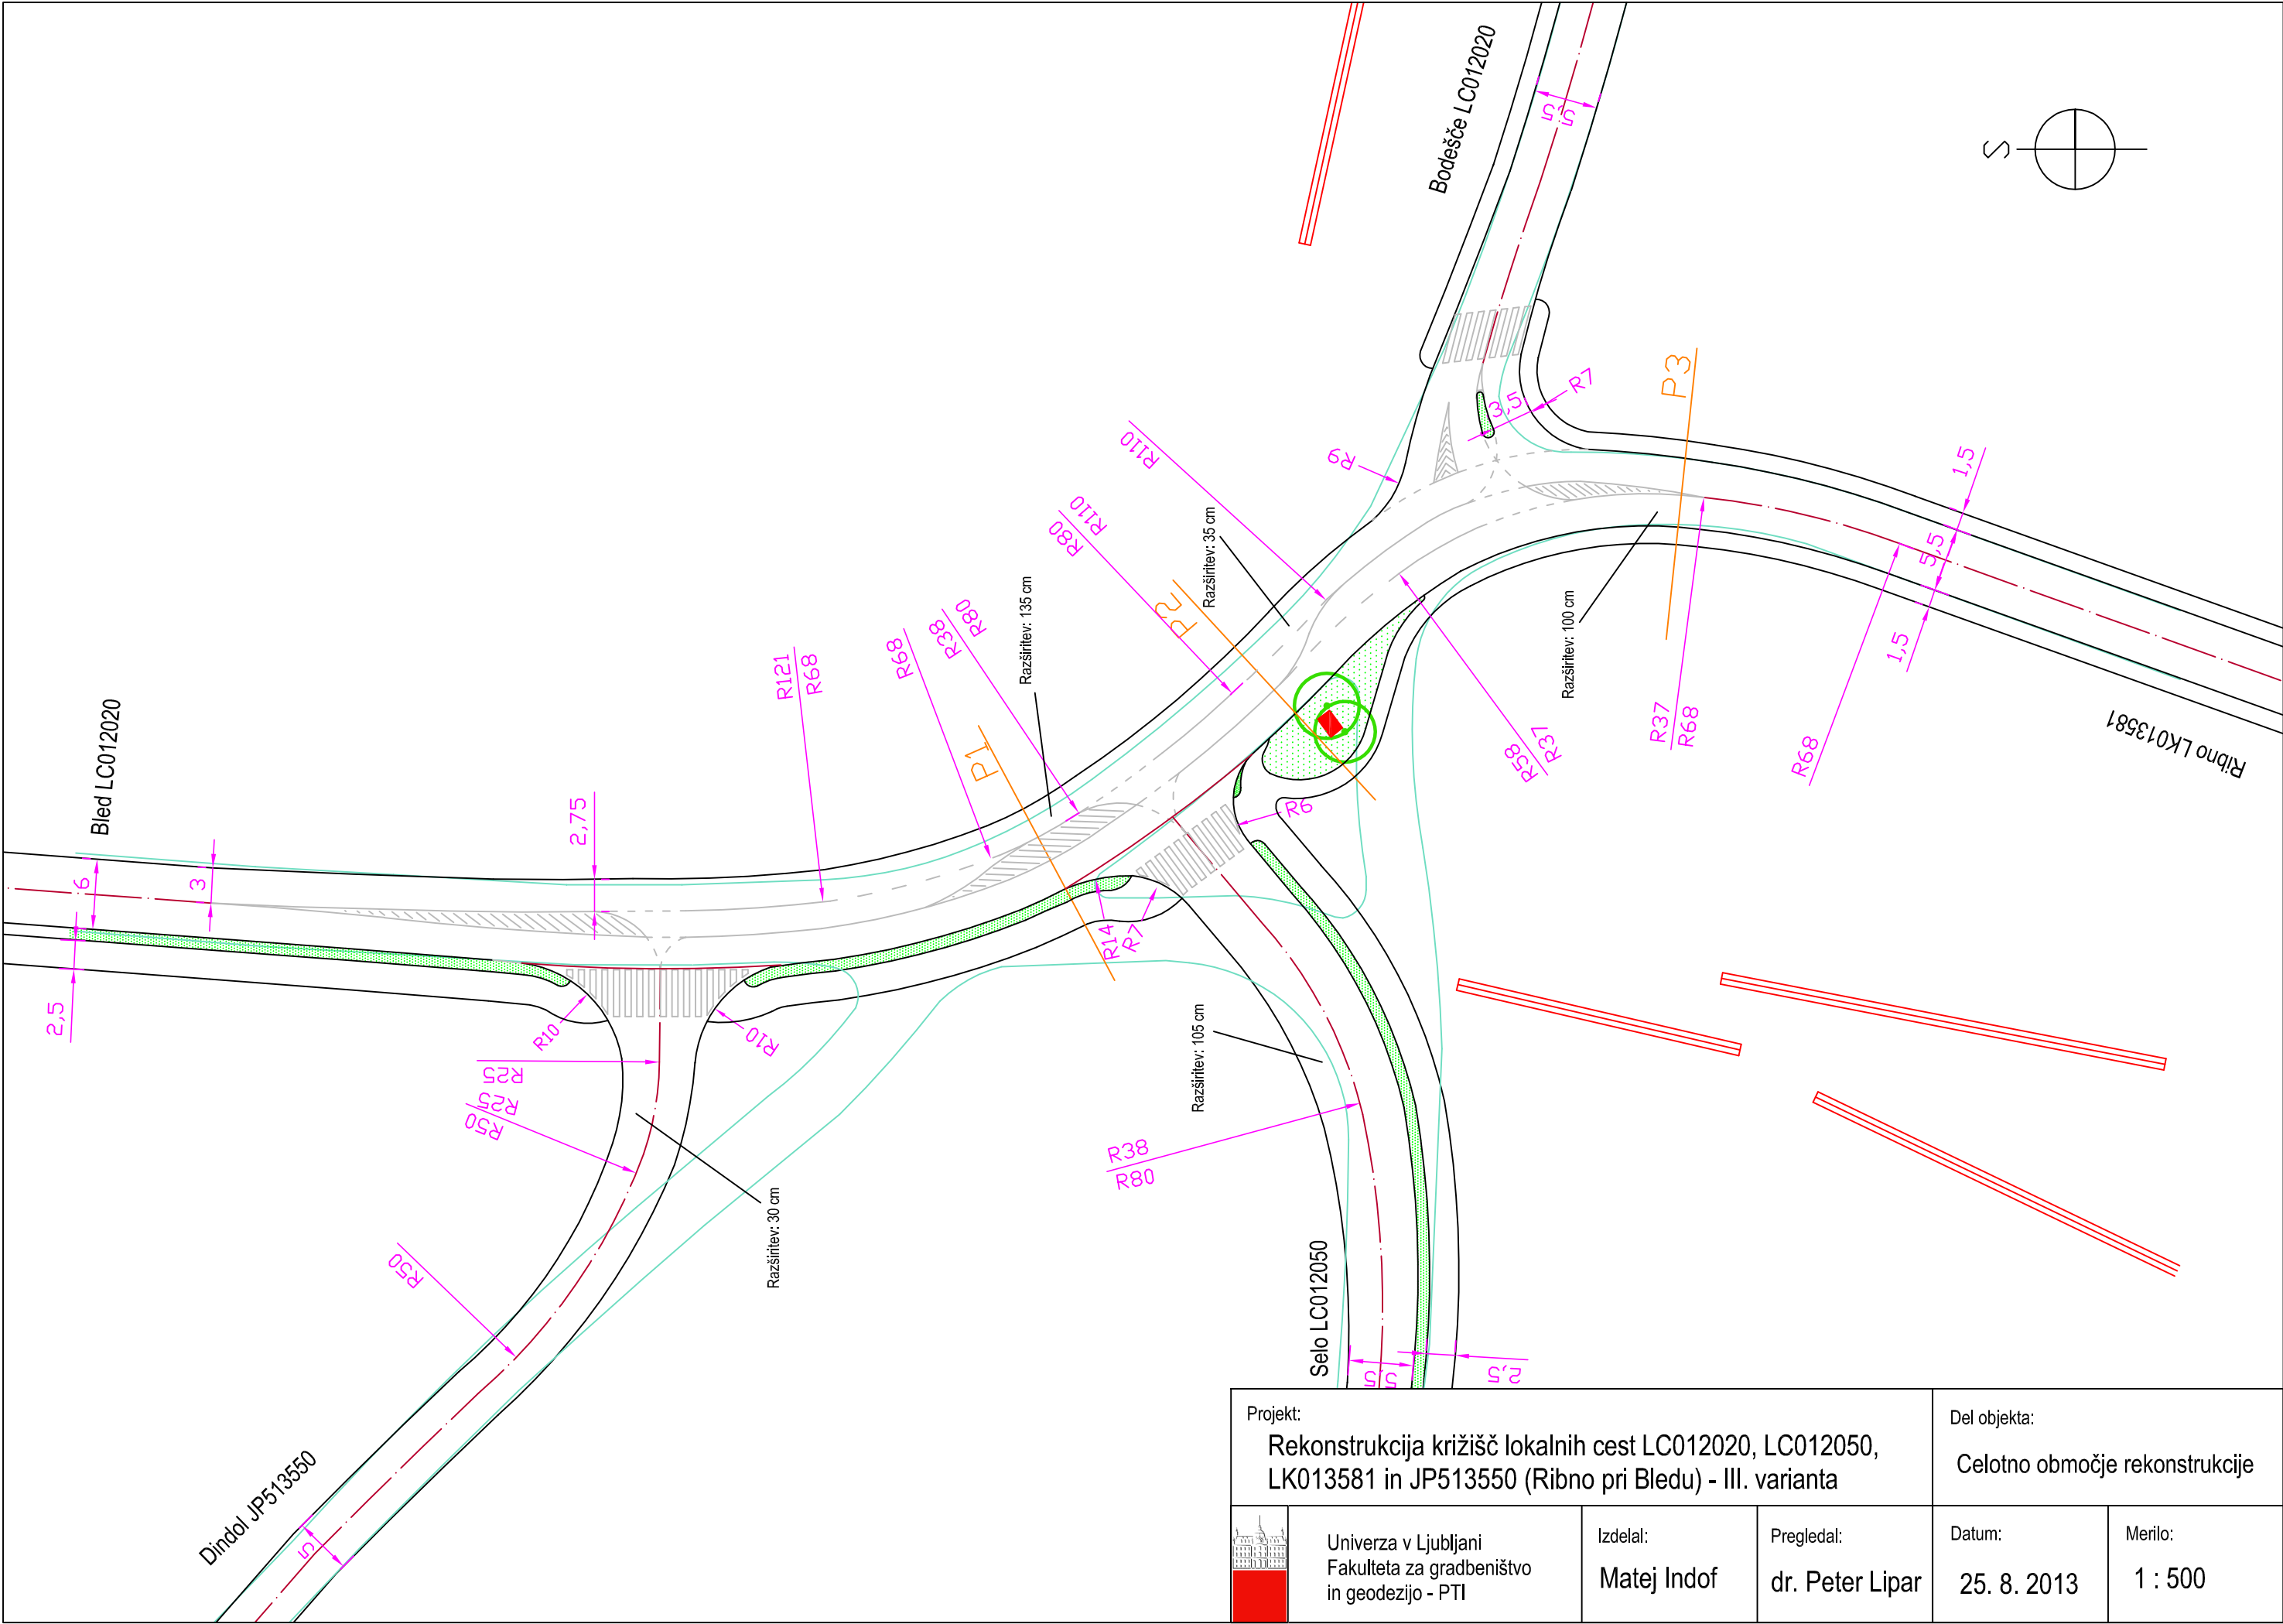 Bodešče LC012020
5,5
S
P3
R7
3,5
R9
R110
R80
R110
Razširitev: 35 cm
P2
Razširitev: 135 cm
R38
R80
R68
R121
R68
P1
Bled LC012020
6
3
2,75
2,5
R10
R10
R25
R50
R25
R50
Razširitev: 30 cm
Dindol JP513550
5
R14
R7
R6
Razširitev: 105 cm
R38
R80
Selo LC012050
5,5
2,5
Razširitev: 100 cm
R58
R37
R37
R68
R68
1,5
5,5
1,5
Ribno LK013581
Projekt:
Rekonstrukcija križišč lokalnih cest LC012020, LC012050,
LK013581 in JP513550 (Ribno pri Bledu) - III. varianta
Del objekta:
Celotno območje rekonstrukcije
Univerza v Ljubljani
Fakulteta za gradbeništvo
in geodezijo - PTI
Izdelal:
Matej Indof
Pregledal:
dr. Peter Lipar
Datum:
25. 8. 2013
Merilo:
1 : 500